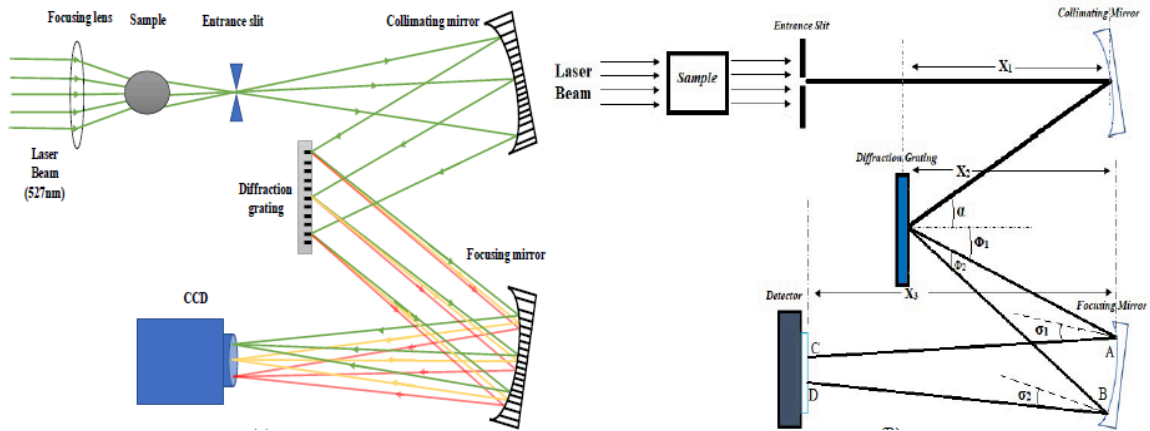 Focusing lens
Sample
Entrance slit
Collimating mirror
Laser
Beam
(527nm)
Diffraction
grating
Focusing mirror
CCD
Collimating Mirror
Entrance Slit
X1
Laser
Beam
Sample
Diffraction Grating
X2
α
Φ1
Φ2
X3
Detector
Focusing Mirror
σ1
A
C
D
σ2
B